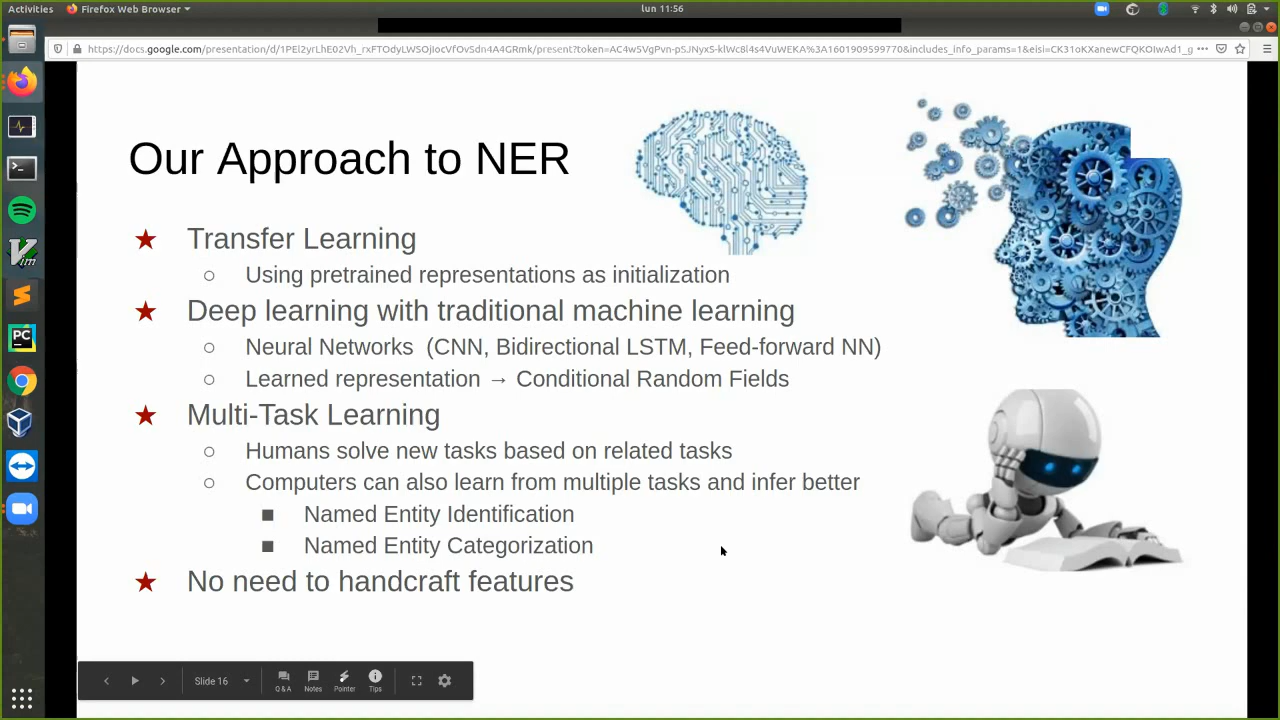 Activities
Firefox Web Browser
lun 11:56
Our Approach to NER
★ Transfer Learning
○ Using pretrained representations as initialization
★ Deep learning with traditional machine learning
○ Neural Networks (CNN, Bidirectional LSTM, Feed-forward NN)
○ Learned representation → Conditional Random Fields
★ Multi-Task Learning
○ Humans solve new tasks based on related tasks
○ Computers can also learn from multiple tasks and infer better
■ Named Entity Identification
■ Named Entity Categorization
★ No need to handcraft features
Slide 16
Q & A
Notes
Pointer
Tips
VIM
PC